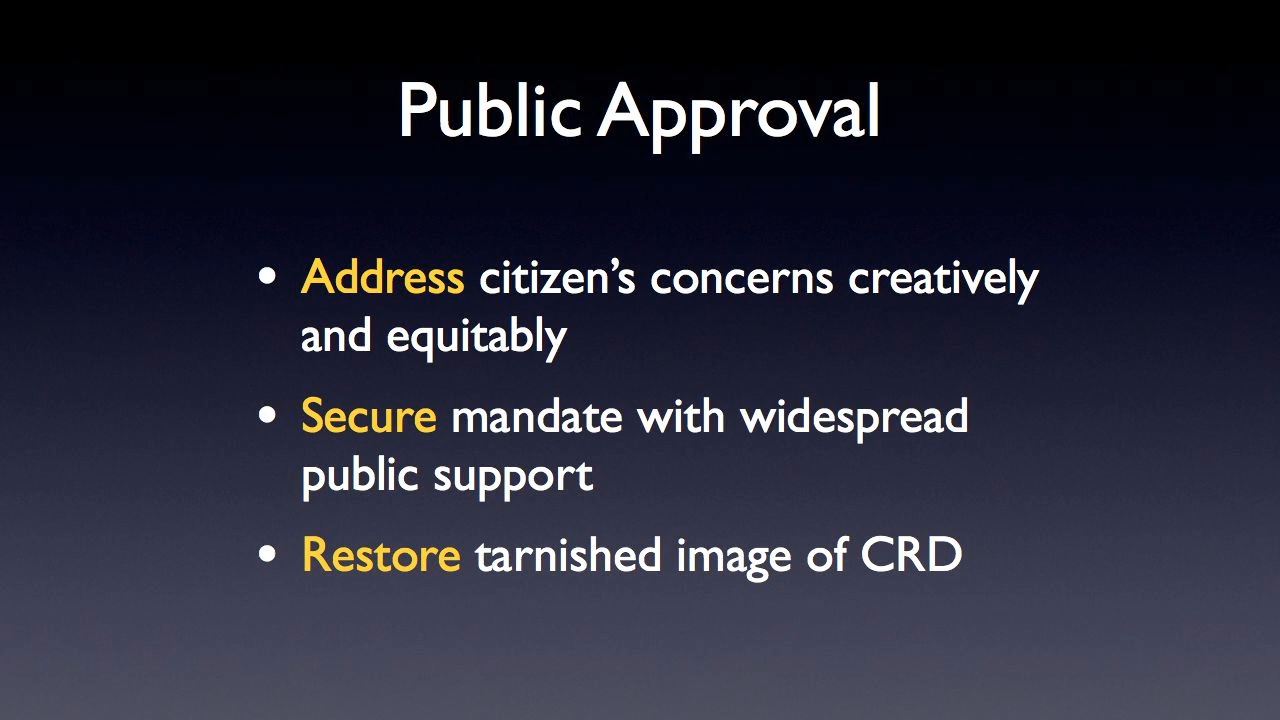 Public Approval
• Address citizen’s concerns creatively
and equitably
• Secure mandate with widespread
public support
• Restore tarnished image of CRD